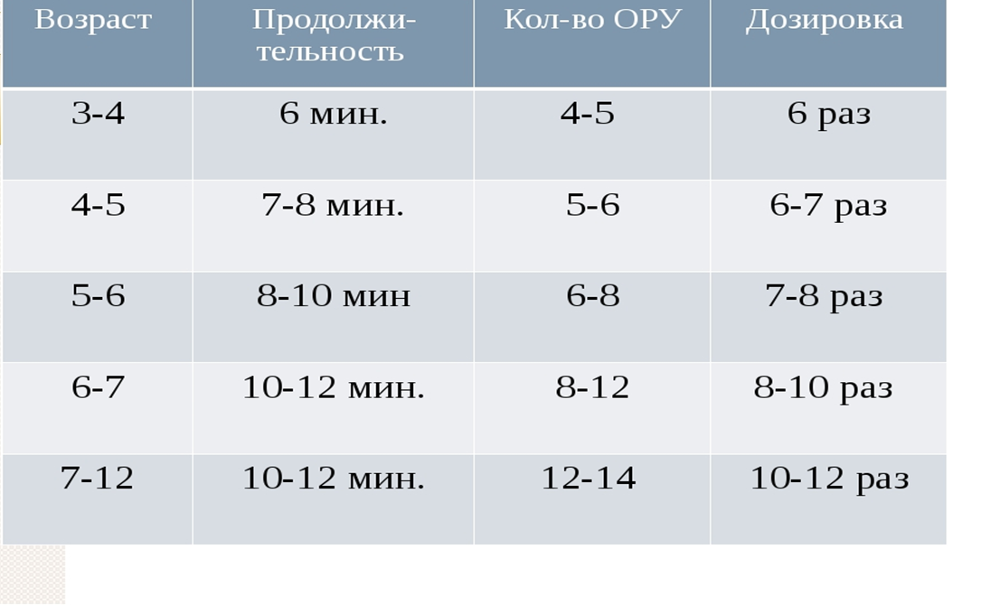 Возраст Продолжи- Кол-во ОРУ Дозировка
тельность
3-4 6 мин. 4-5 6 раз
4-5 7-8 мин. 5-6 6-7 раз
5-6 8-10 мин 6-8 7-8 раз
6-7 10-12 мин. 8-12 8-10 раз
7-12 10-12 мин. 12-14 10-12 раз